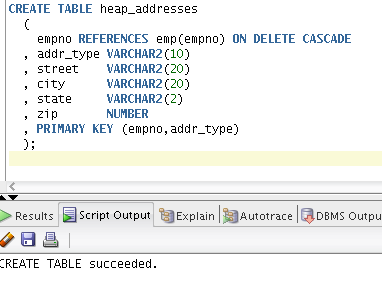 CREATE TABLE heap_addresses
(
empno REFERENCES emp(empno) ON DELETE CASCADE
, addr_type VARCHAR2(10)
, street VARCHAR2(20)
, city VARCHAR2(20)
, state VARCHAR2(2)
, zip NUMBER
, PRIMARY KEY (empno,addr_type)
);
Results Script Output Explain Autotrace DBMS Outpu
CREATE TABLE succeeded.